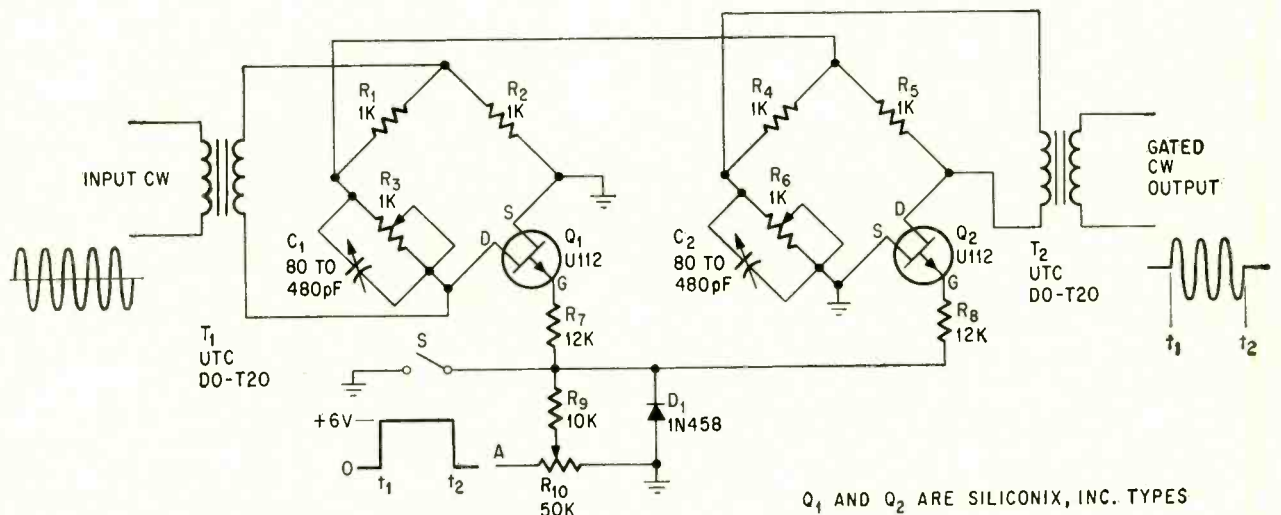 INPUT CW
T₁
UTC
DO-T20
R₁
1K
R₂
1K
R₃
1K
C₁
80 TO
480pF
S
D
G
Q₁
U112
R₇
12K
S
R₉
10K
D₁
1N458
+6V
0
t₁
t₂
A
R₁₀
50K
R₄
1K
R₅
1K
R₆
1K
C₂
80 TO
480pF
D
S
G
Q₂
U112
R₈
12K
T₂
UTC
DO-T20
GATED
CW
OUTPUT
t₁
t₂
Q₁ AND Q₂ ARE SILICONIX, INC. TYPES